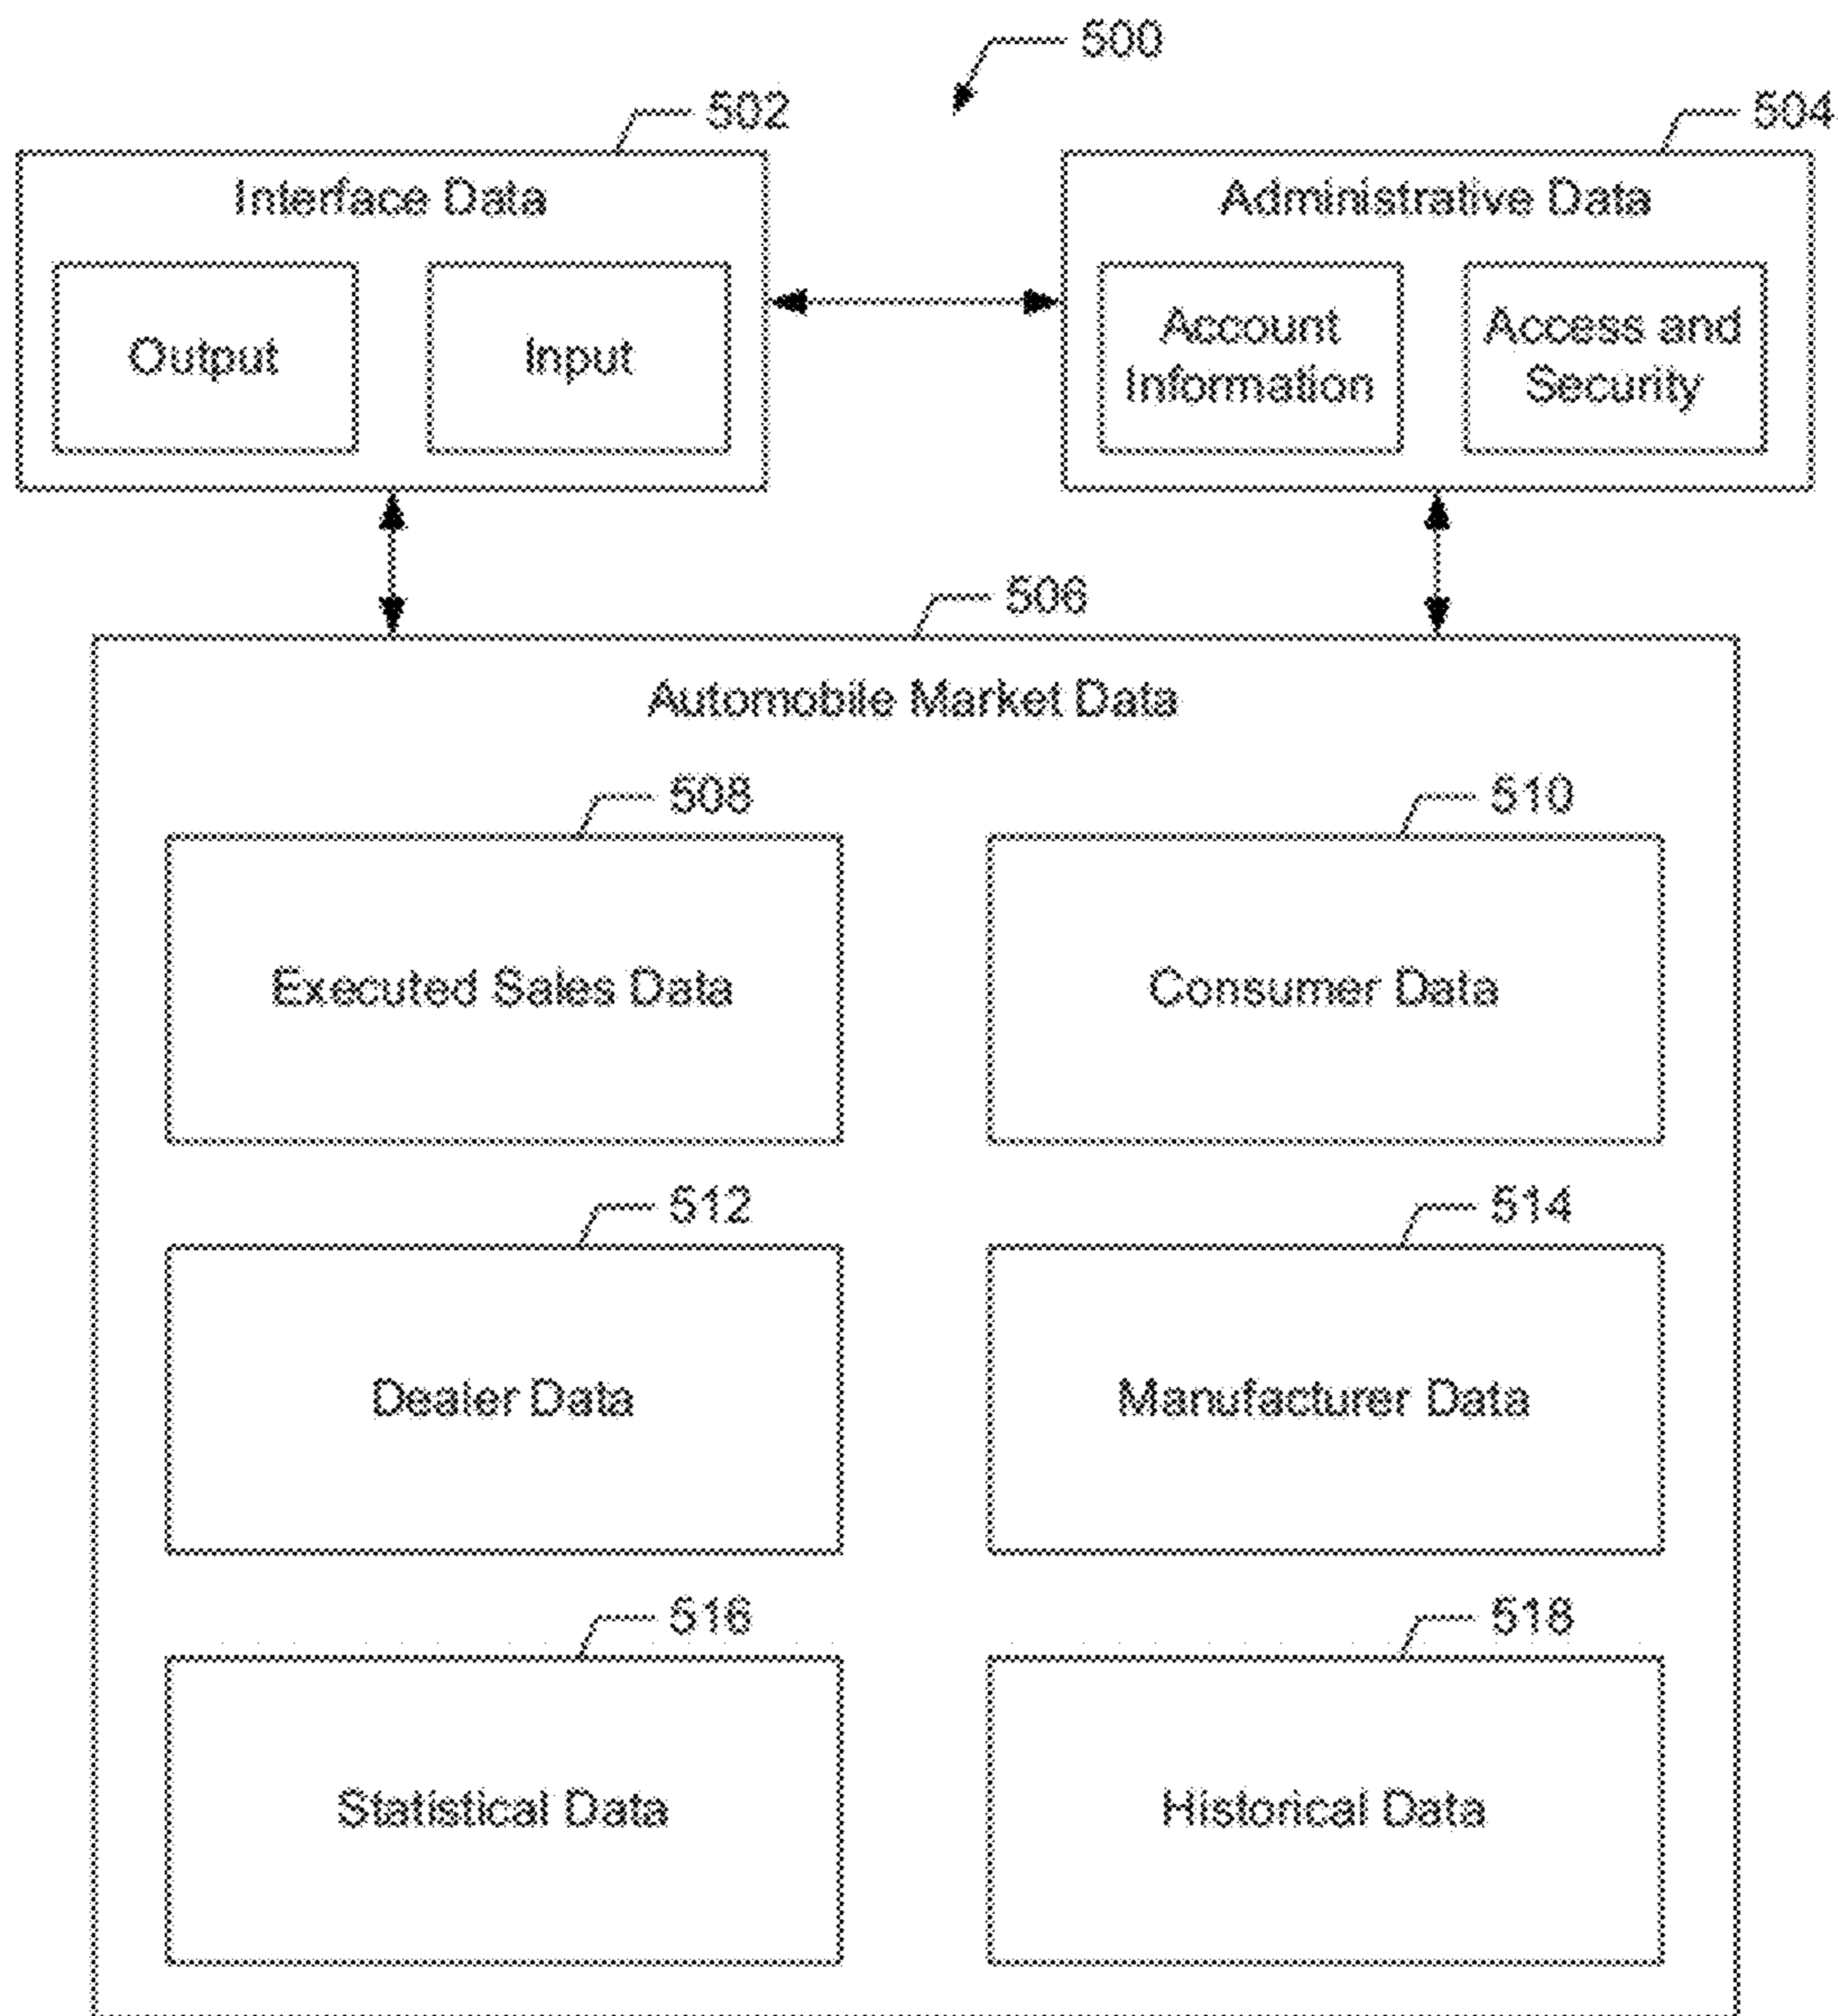 500
502
504
Interface Data
Output
Input
Administrative Data
Account
Information
Access and
Security
506
Automobile Market Data
508
510
Executed Sales Data
Consumer Data
512
514
Dealer Data
Manufacturer Data
516
518
Statistical Data
Historical Data